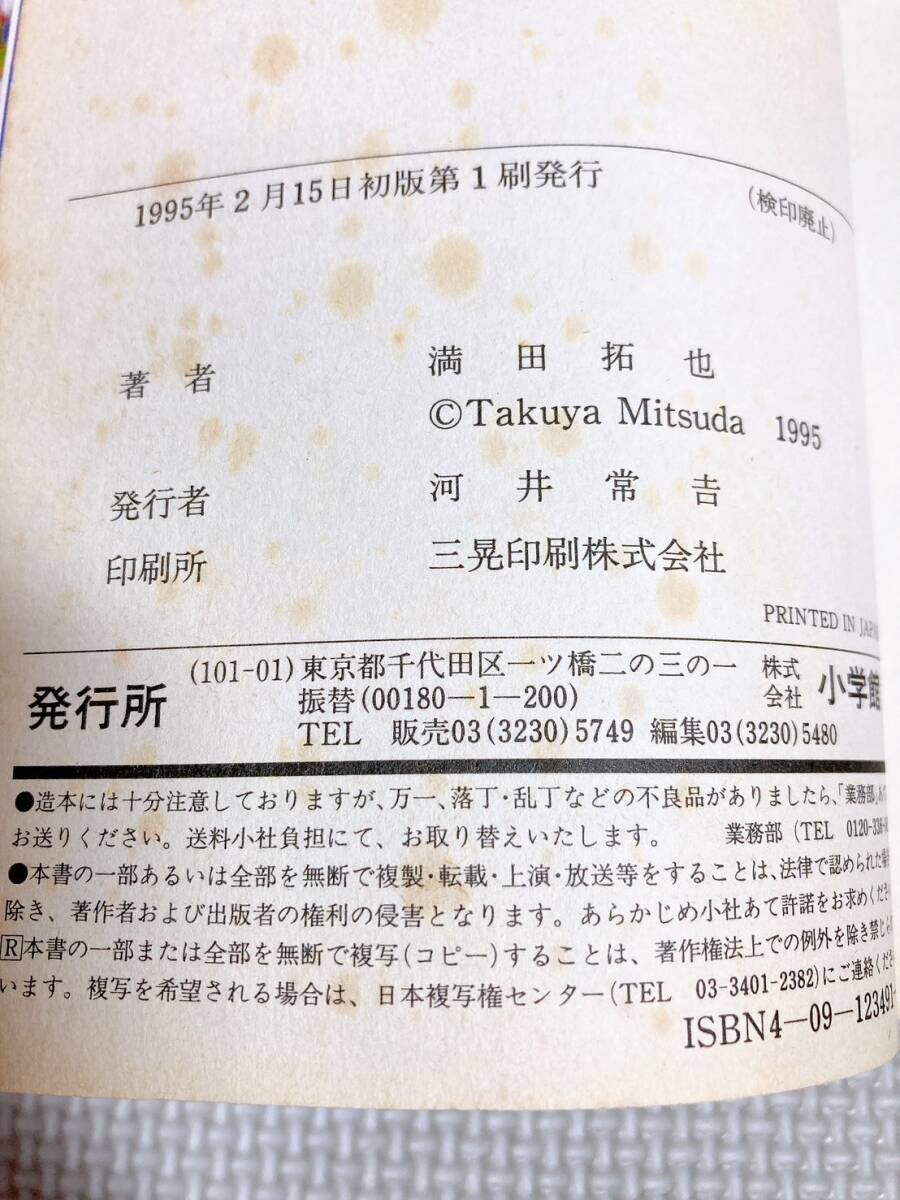 1995年2月15日初版第1刷発行
(検印廃止)
著者 満田拓也
©Takuya Mitsuda 1995
発行者 河井常𠮷
印刷所 三晃印刷株式会社
PRINTED IN JAPAN
発行所
(101-01)東京都千代田区一ツ橋二の三の一
振替(00180—1—200)
TEL 販売03(3230)5749 編集03(3230)5480
株式会社 小学館
●造本には十分注意しておりますが、万一、落丁・乱丁などの不良品がありましたら、「業務部」あて
お送りください。送料小社負担にて、お取り替えいたします。 業務部(TEL 0120-336-
●本書の一部あるいは全部を無断で複製・転載・上演・放送等をすることは、法律で認められた場合
除き、著作者および出版者の権利の侵害となります。あらかじめ小社あて許諾をお求めください
R本書の一部または全部を無断で複写(コピー)することは、著作権法上での例外を除き禁じら
います。複写を希望される場合は、日本複写権センター(TEL 03-3401-2382)にご連絡くださ
ISBN4—09—123491-